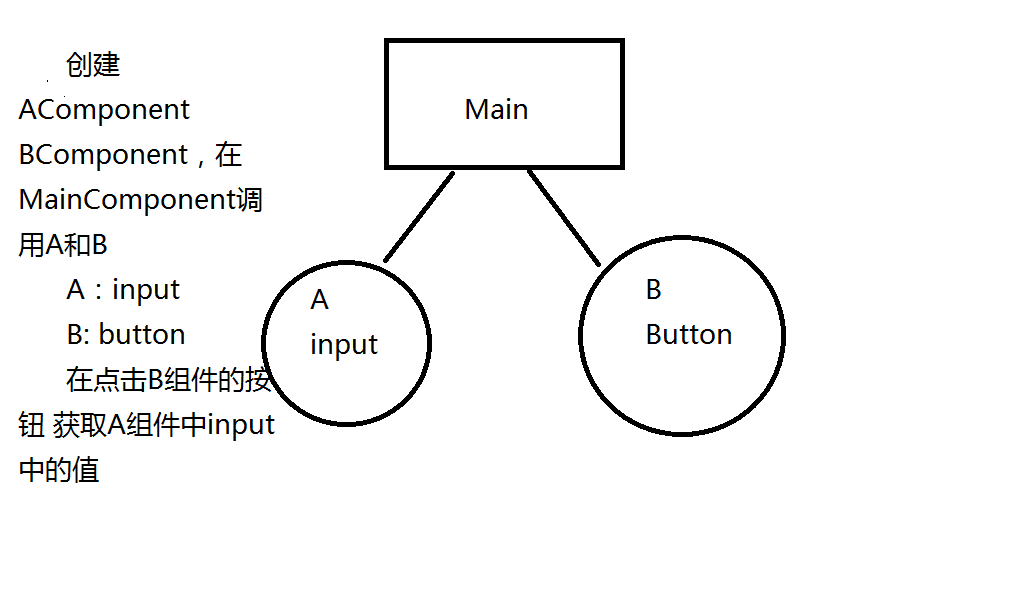 创建
AComponent
BComponent，在
MainComponent调
用A和B
A：input
B: button
在点击B组件的按
钮 获取A组件中input
中的值
Main
A
input
B
Button